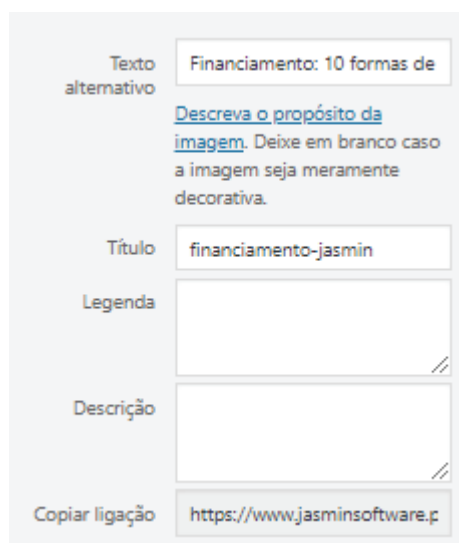 Texto alternativo
Financiamento: 10 formas de
Descreva o propósito da
imagem. Deixe em branco caso
a imagem seja meramente
decorativa.
Título
financiamento-jasmin
Legenda
Descrição
Copiar ligação
https://www.jasminsoftware.p